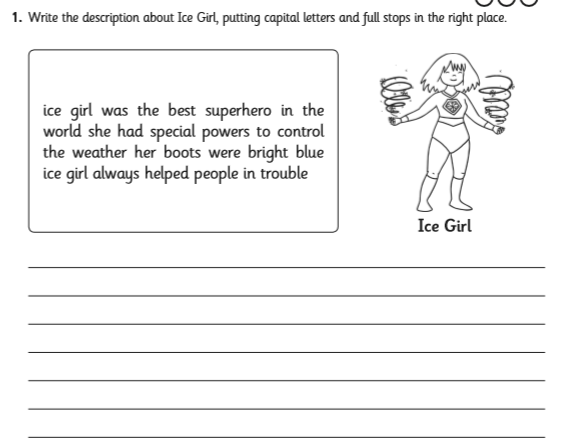 1. Write the description about Ice Girl, putting capital letters and full stops in the right place.
ice girl was the best superhero in the
world she had special powers to control
the weather her boots were bright blue
ice girl always helped people in trouble
Ice Girl